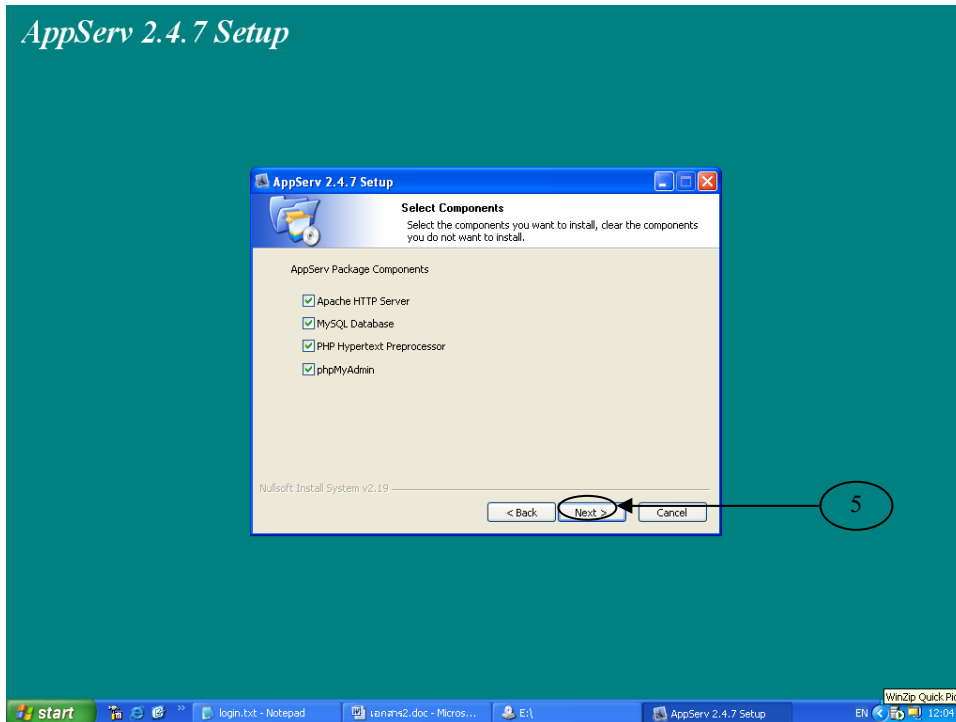 AppServ 2.4.7 Setup
AppServ 2.4.7 Setup
Select Components
Select the components you want to install, clear the components
you do not want to install.
AppServ Package Components
Apache HTTP Server
MySQL Database
PHP Hypertext Preprocessor
phpMyAdmin
Nullsoft Install System v2.19
< Back
Next >
Cancel
5
WinZip Quick Pic
start
login.txt - Notepad
เอกสาร2.doc - Micros...
E:\
AppServ 2.4.7 Setup
EN
12:04